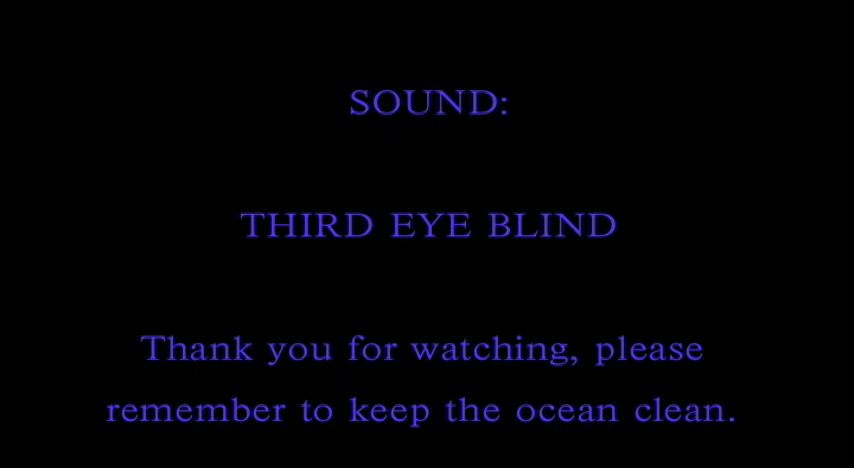 SOUND:
THIRD EYE BLIND
Thank you for watching, please
remember to keep the ocean clean.